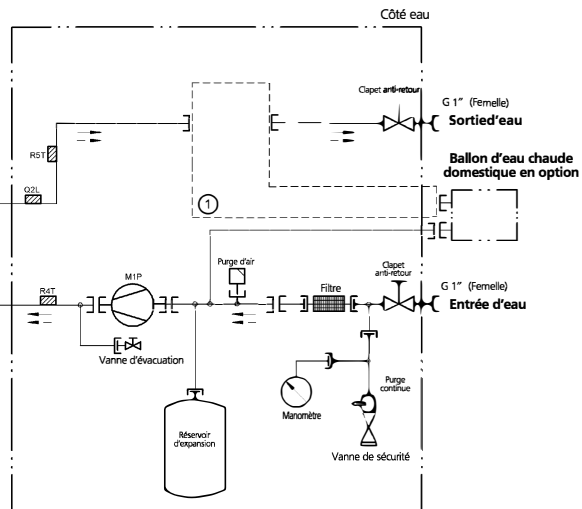 Côté eau
Clapet anti-retour
G 1” (Femelle)
Sortied'eau
R5T
Ballon d'eau chaude
domestique en option
Q2L
1
Purge d'air
Clapet
anti-retour
M1P
R4T
Filtre
G 1” (Femelle)
Entrée d'eau
Vanne d'évacuation
Purge
continue
Manomètre
Réservoir
d'expansion
Vanne de sécurité